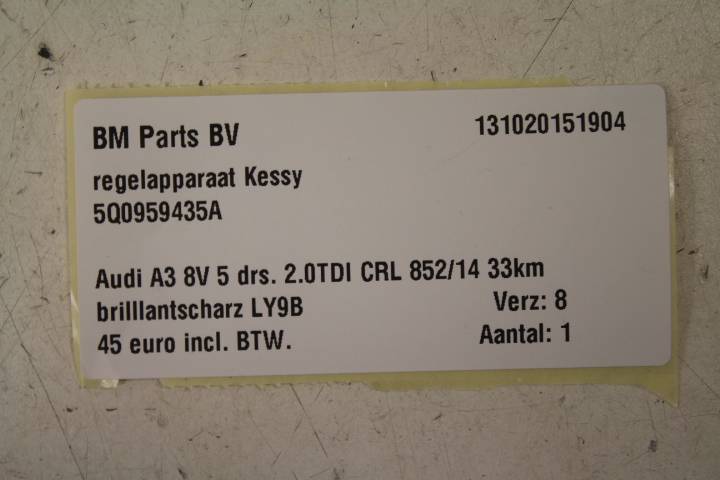 BM Parts BV 131020151904
regelapparaat Kessy
5Q0959435A
Audi A3 8V 5 drs. 2.0TDI CRL 852/14 33km
brilllantscharz LY9B Verz: 8
45 euro incl. BTW. Aantal: 1